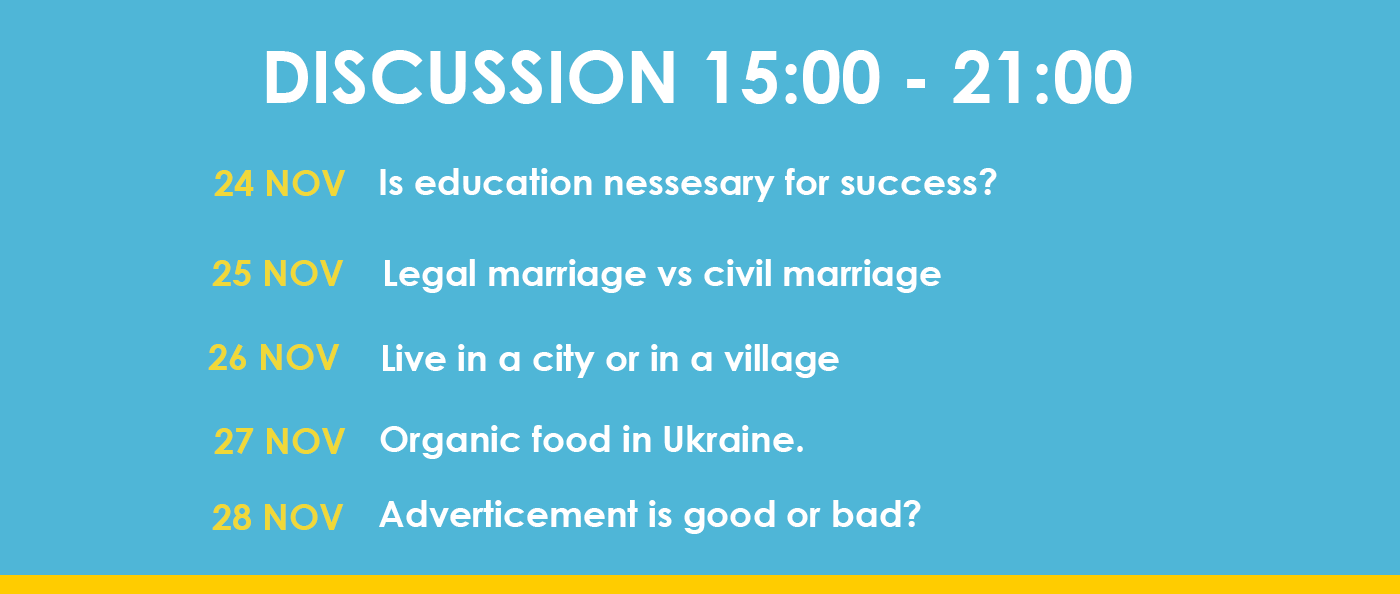 DISCUSSION 15:00 - 21:00
24 NOV Is education nessesary for success?
25 NOV Legal marriage vs civil marriage
26 NOV Live in a city or in a village
27 NOV Organic food in Ukraine.
28 NOV Adverticement is good or bad?